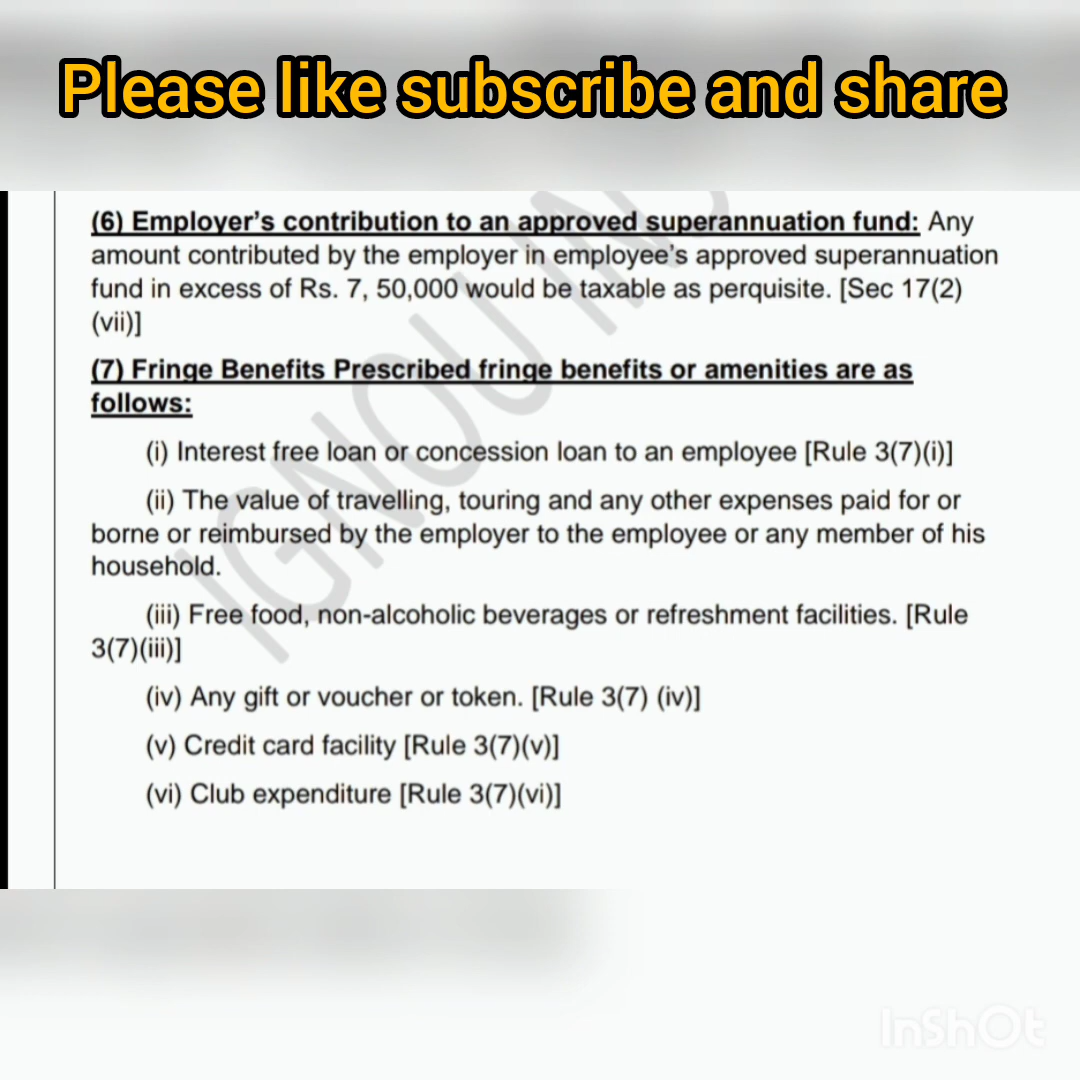 Please like subscribe and share
(6) Employer's contribution to an approved superannuation fund: Any
amount contributed by the employer in employee's approved superannuation
fund in excess of Rs. 7, 50,000 would be taxable as perquisite. [Sec 17(2)
(vii)]
(7) Fringe Benefits Prescribed fringe benefits or amenities are as
follows:
(i) Interest free loan or concession loan to an employee [Rule 3(7)(i)]
(ii) The value of travelling, touring and any other expenses paid for or
borne or reimbursed by the employer to the employee or any member of his
household.
(iii) Free food, non-alcoholic beverages or refreshment facilities. [Rule
3(7)(iii)]
(iv) Any gift or voucher or token. [Rule 3(7) (iv)]
(v) Credit card facility [Rule 3(7)(v)]
(vi) Club expenditure [Rule 3(7)(vi)]
IGNOU
InShOt